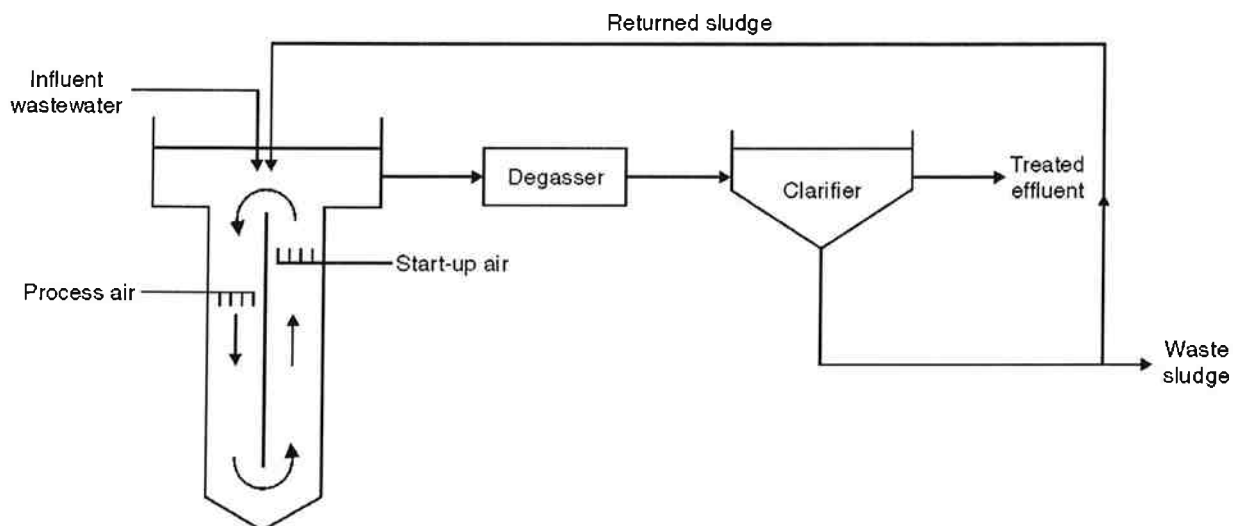 Returned sludge
Influent
wastewater
Degasser
Clarifier
Treated
effluent
Start-up air
Process air
Waste
sludge